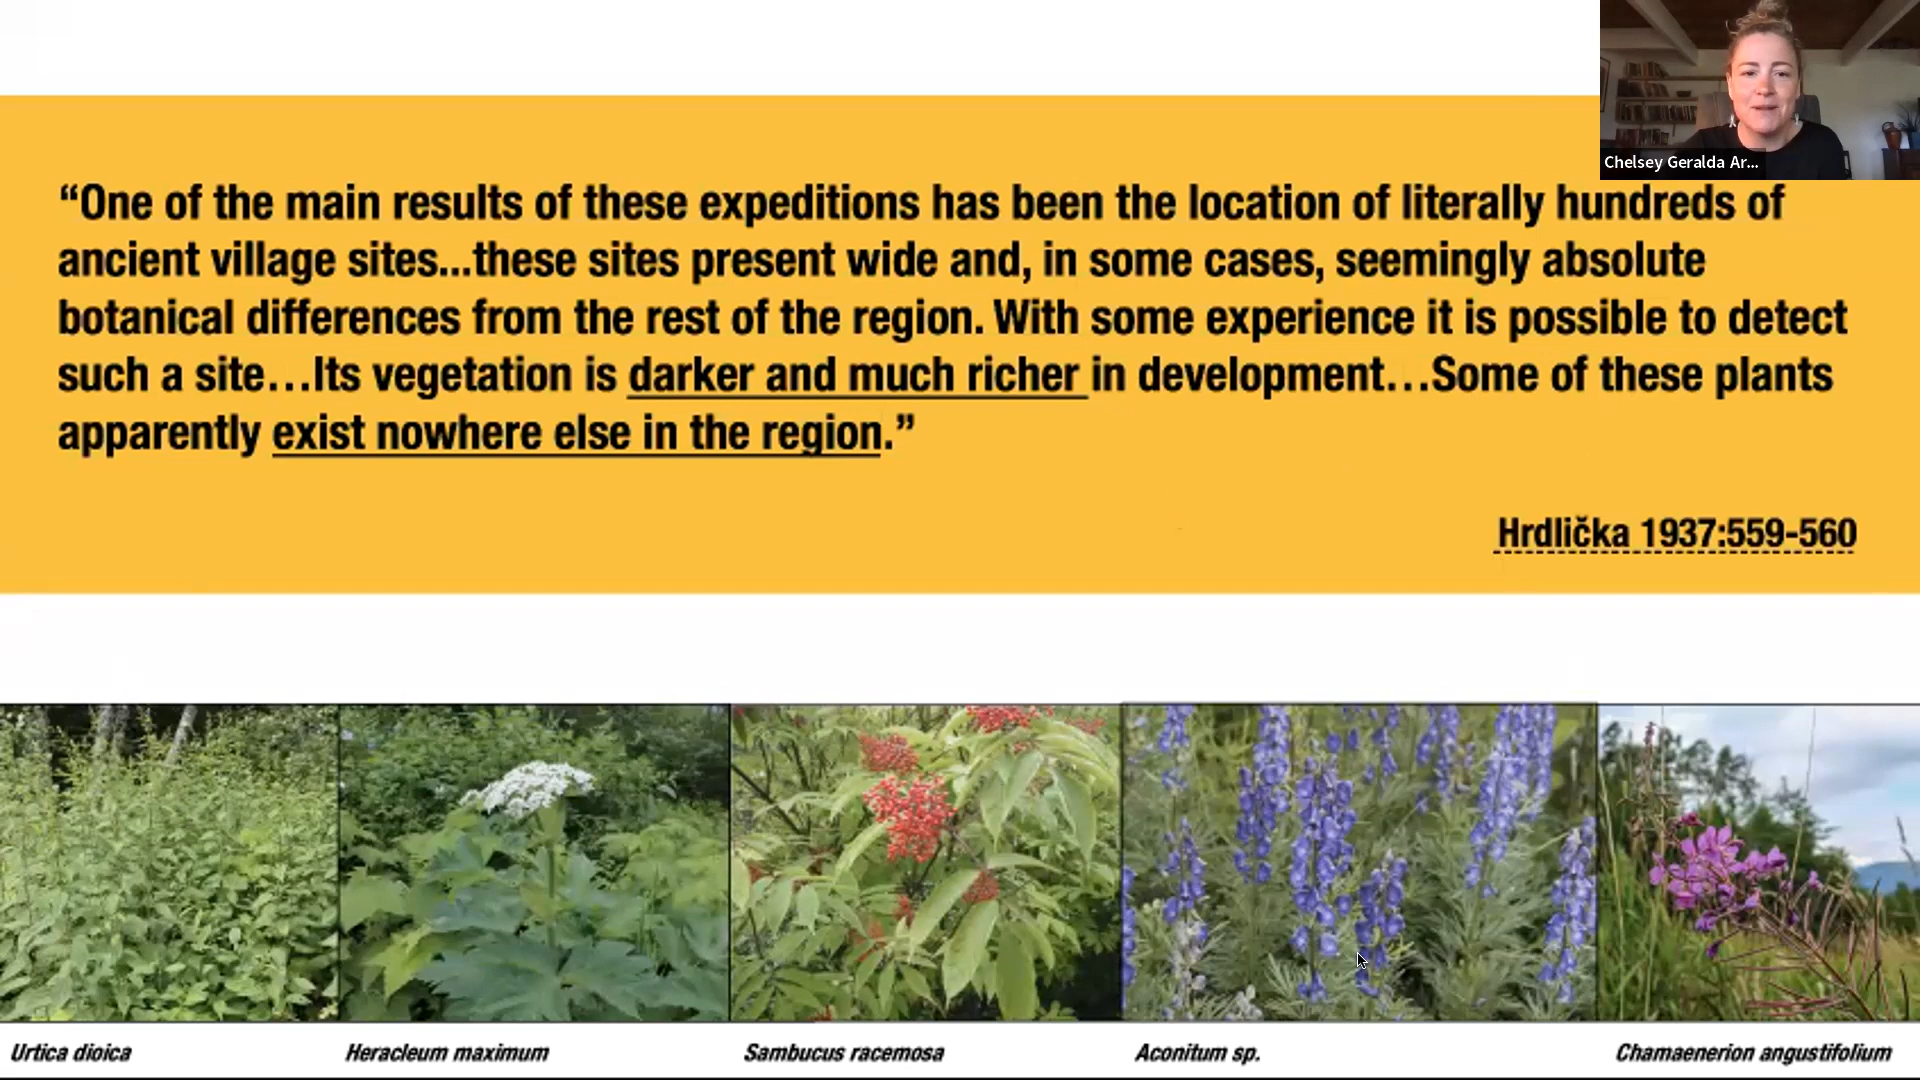 Chelsey Geralda Ar...
“One of the main results of these expeditions has been the location of literally hundreds of
ancient village sites...these sites present wide and, in some cases, seemingly absolute
botanical differences from the rest of the region. With some experience it is possible to detect
such a site…Its vegetation is darker and much richer in development…Some of these plants
apparently exist nowhere else in the region.”
Hrdlička 1937:559-560
Urtica dioica
Heracleum maximum
Sambucus racemosa
Aconitum sp.
Chamaenerion angustifolium